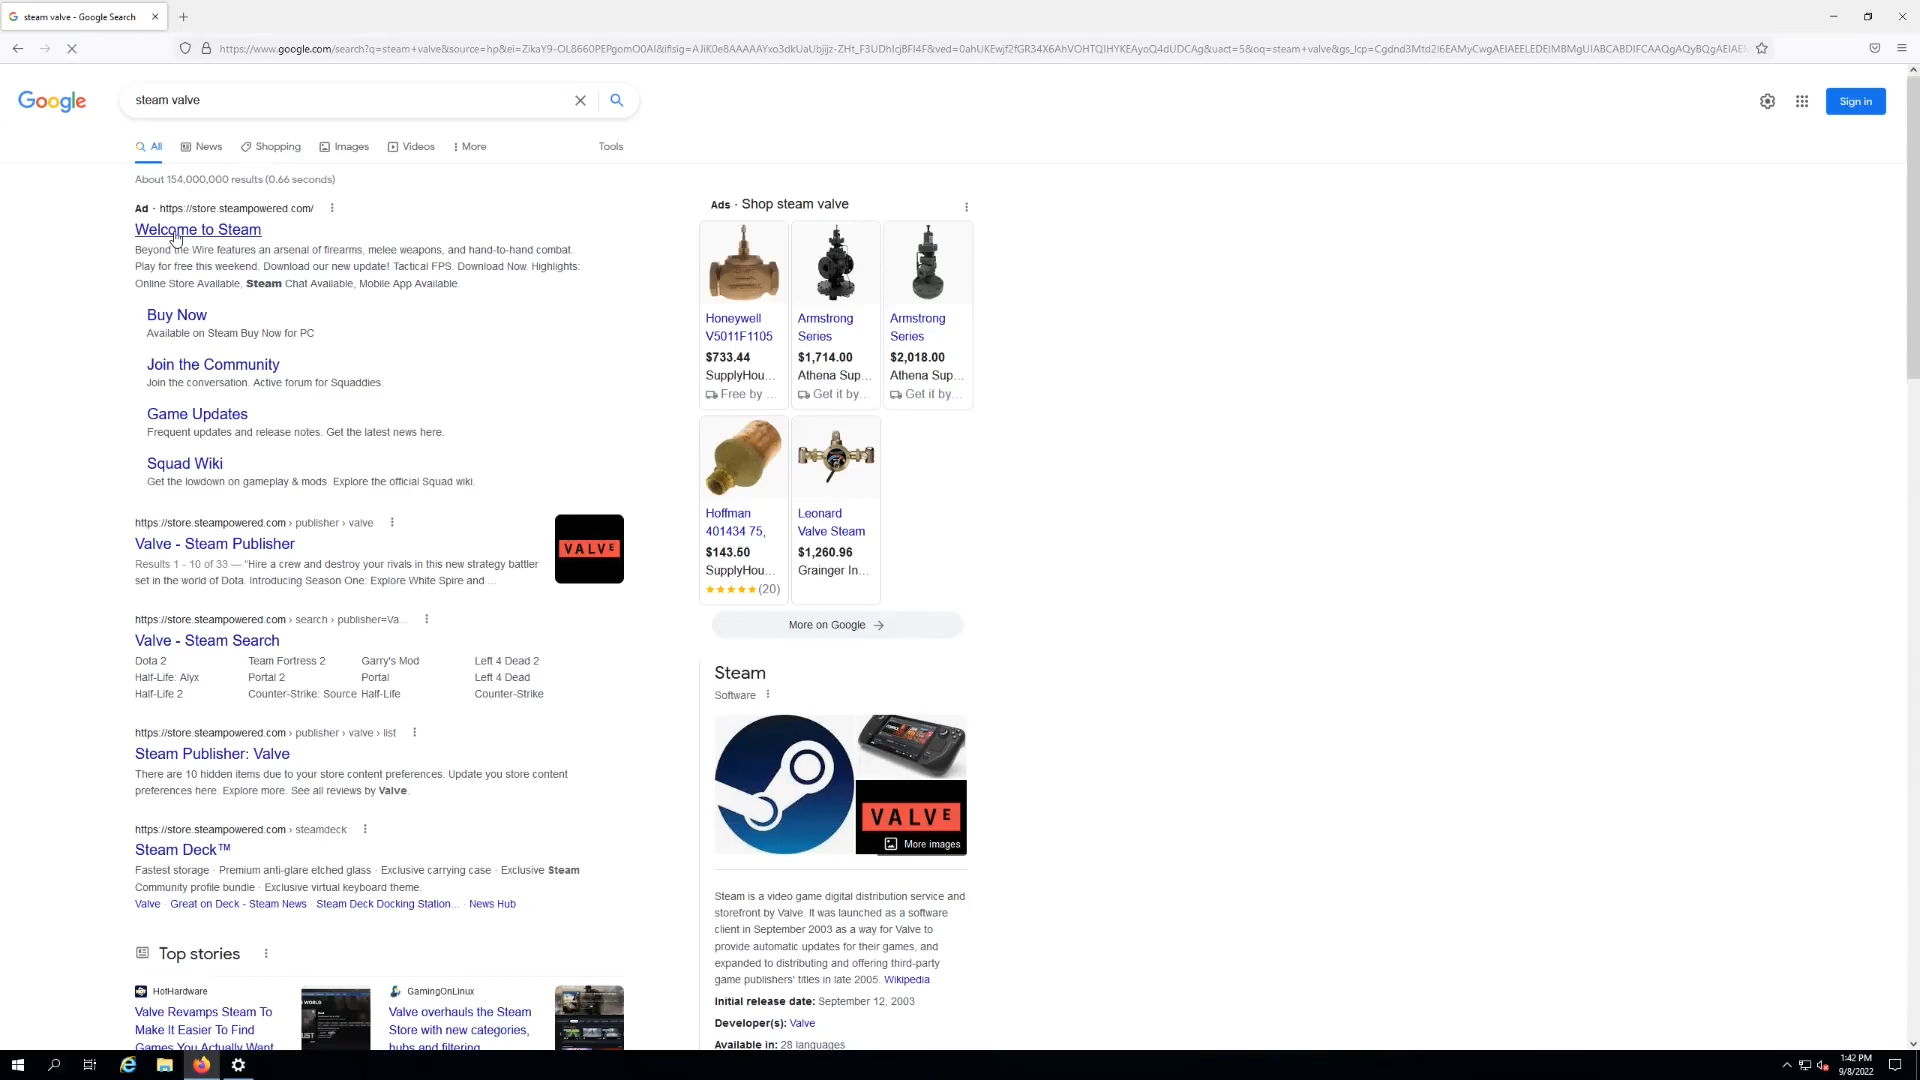 steam valve - Google Search
https://www.google.com/search?q=steam+valve&source=hp&ei=
steam valve
Google
Sign in
All
News
Shopping
Images
Videos
More
Tools
About 154,000,000 results (0.66 seconds)
Ad · https://store.steampowered.com/
Welcome to Steam
Beyond the Wire features an arsenal of firearms, melee weapons, and hand-to-hand combat.
Play for free this weekend. Download our new update! Tactical FPS. Download Now. Highlights:
Online Store Available, Steam Chat Available, Mobile App Available.
Buy Now
Available on Steam Buy Now for PC
Join the Community
Join the conversation. Active forum for Squaddies.
Game Updates
Frequent updates and release notes. Get the latest news here.
Squad Wiki
Get the lowdown on gameplay & mods. Explore the official Squad wiki.
https://store.steampowered.com › publisher › valve
Valve - Steam Publisher
Results 1 - 10 of 33 — "Hire a crew and destroy your rivals in this new strategy battler
set in the world of Dota. Introducing Season One: Explore White Spire and ...
VALVE
https://store.steampowered.com › search › publisher=Va...
Valve - Steam Search
Dota 2 Team Fortress 2 Garry's Mod Left 4 Dead 2
Half-Life: Alyx Portal 2 Portal Left 4 Dead
Half-Life 2 Counter-Strike: Source Half-Life Counter-Strike
https://store.steampowered.com › publisher › valve › list
Steam Publisher: Valve
There are 10 hidden items due to your store content preferences. Update you store content
preferences here. Explore more. See all reviews by Valve.
https://store.steampowered.com › steamdeck
Steam Deck™
Fastest storage · Premium anti-glare etched glass · Exclusive carrying case · Exclusive Steam
Community profile bundle · Exclusive virtual keyboard theme.
Valve · Great on Deck - Steam News · Steam Deck Docking Station... · News Hub
Top stories
HotHardware
Valve Revamps Steam To
Make It Easier To Find
Games You Actually Want
GamingOnLinux
Valve overhauls the Steam
Store with new categories,
hubs and filtering
Ads · Shop steam valve
Honeywell
V5011F1105
$733.44
SupplyHou...
Free by ...
Armstrong
Series
$1,714.00
Athena Sup...
Get it by...
Armstrong
Series
$2,018.00
Athena Sup...
Get it by...
Hoffman
401434 75,
$143.50
SupplyHou...
(20)
Leonard
Valve Steam
$1,260.96
Grainger In...
More on Google
Steam
Software
VALVE
More images
Steam is a video game digital distribution service and
storefront by Valve. It was launched as a software
client in September 2003 as a way for Valve to
provide automatic updates for their games, and
expanded to distributing and offering third-party
game publishers' titles in late 2005. Wikipedia
Initial release date: September 12, 2003
Developer(s): Valve
Available in: 28 languages
1:42 PM
9/8/2022